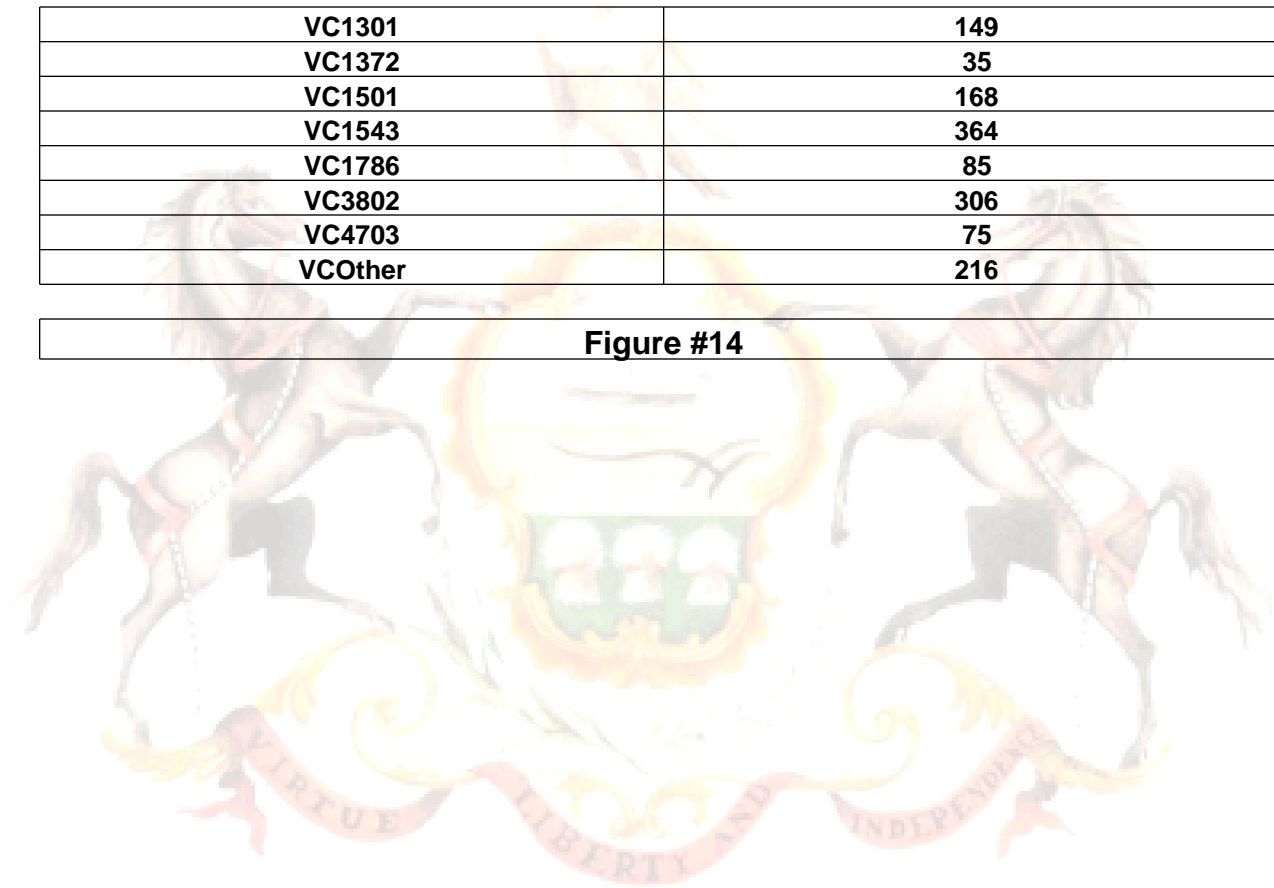 VC1301 149
VC1372 35
VC1501 168
VC1543 364
VC1786 85
VC3802 306
VC4703 75
VCOther 216
Figure #14
VIRTUE LIBERTY AND INDEPENDENCE